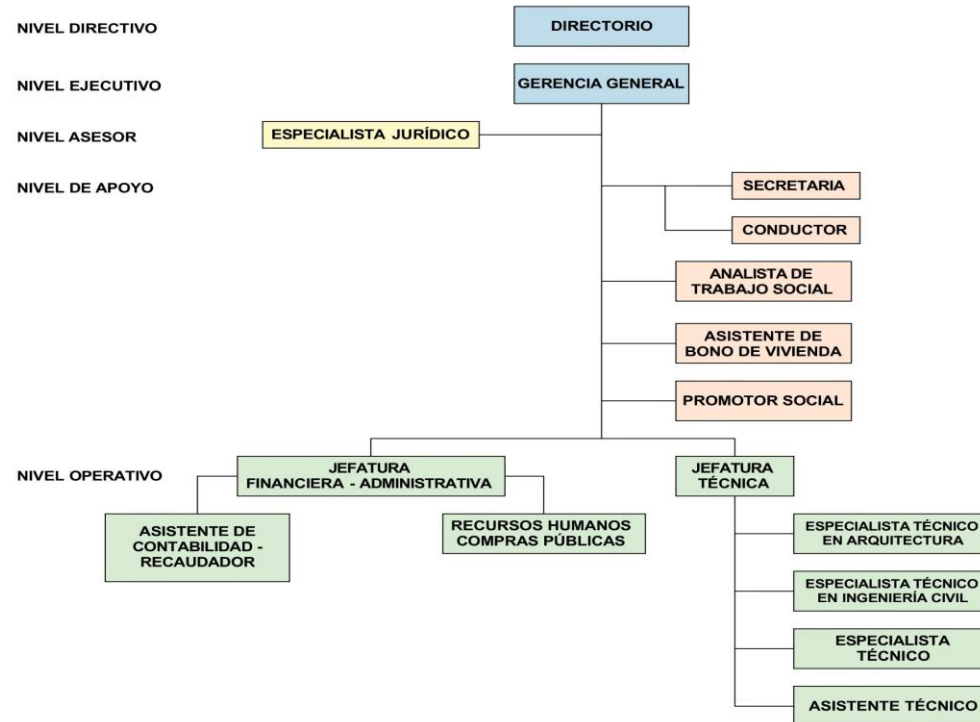 NIVEL DIRECTIVO
DIRECTORIO
NIVEL EJECUTIVO
GERENCIA GENERAL
NIVEL ASESOR
ESPECIALISTA JURÍDICO
NIVEL DE APOYO
SECRETARIA
CONDUCTOR
ANALISTA DE
TRABAJO SOCIAL
ASISTENTE DE
BONO DE VIVIENDA
PROMOTOR SOCIAL
NIVEL OPERATIVO
JEFATURA
FINANCIERA - ADMINISTRATIVA
JEFATURA
TÉCNICA
ASISTENTE DE
CONTABILIDAD -
RECAUDADOR
RECURSOS HUMANOS
COMPRAS PÚBLICAS
ESPECIALISTA TÉCNICO
EN ARQUITECTURA
ESPECIALISTA TÉCNICO
EN INGENIERÍA CIVIL
ESPECIALISTA
TÉCNICO
ASISTENTE TÉCNICO